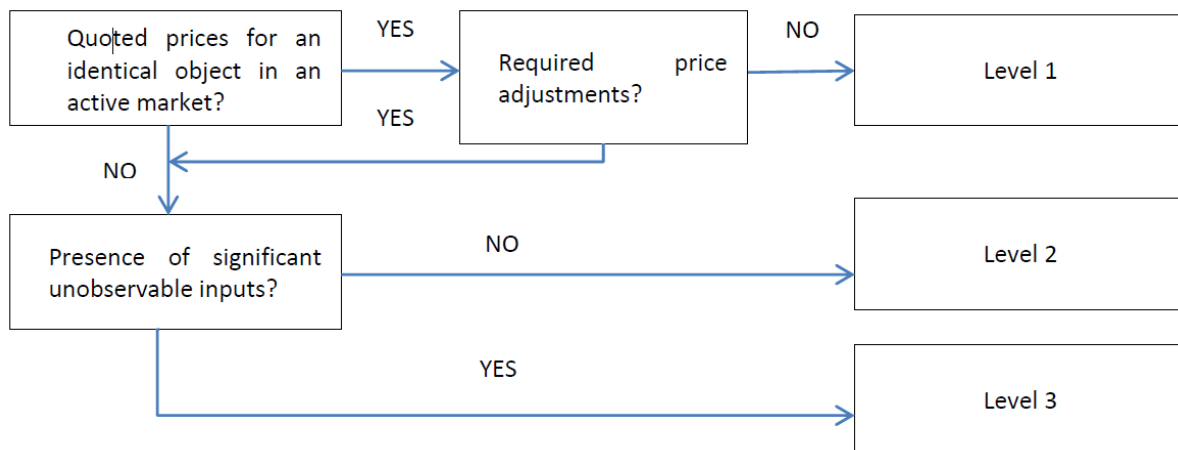 Quoted prices for an
identical object in an
active market?
YES
Required price
adjustments?
NO
Level 1
YES
NO
Presence of significant
unobservable inputs?
NO
Level 2
YES
Level 3